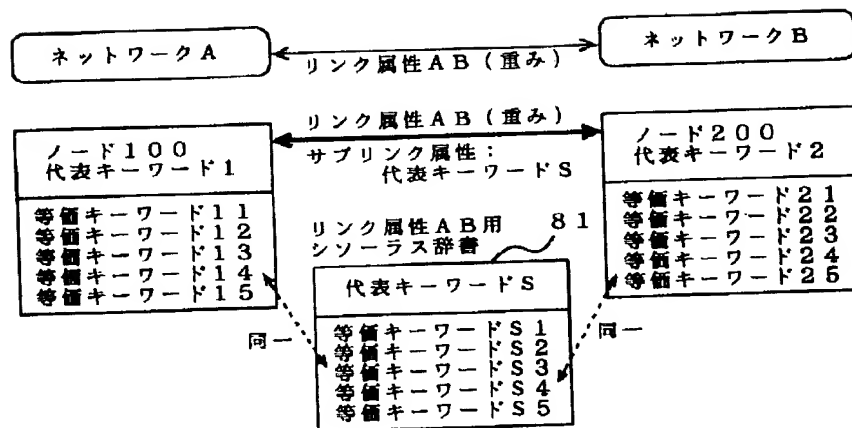 ネットワークA
ネットワークB
リンク属性AB(重み)
リンク属性AB(重み)
サブリンク属性:
代表キーワードS
ノード100
代表キーワード1
等価キーワード11
等価キーワード12
等価キーワード13
等価キーワード14
等価キーワード15
ノード200
代表キーワード2
等価キーワード21
等価キーワード22
等価キーワード23
等価キーワード24
等価キーワード25
リンク属性AB用
シソーラス辞書
81
代表キーワードS
等価キーワードS1
等価キーワードS2
等価キーワードS3
等価キーワードS4
等価キーワードS5
同一
同一